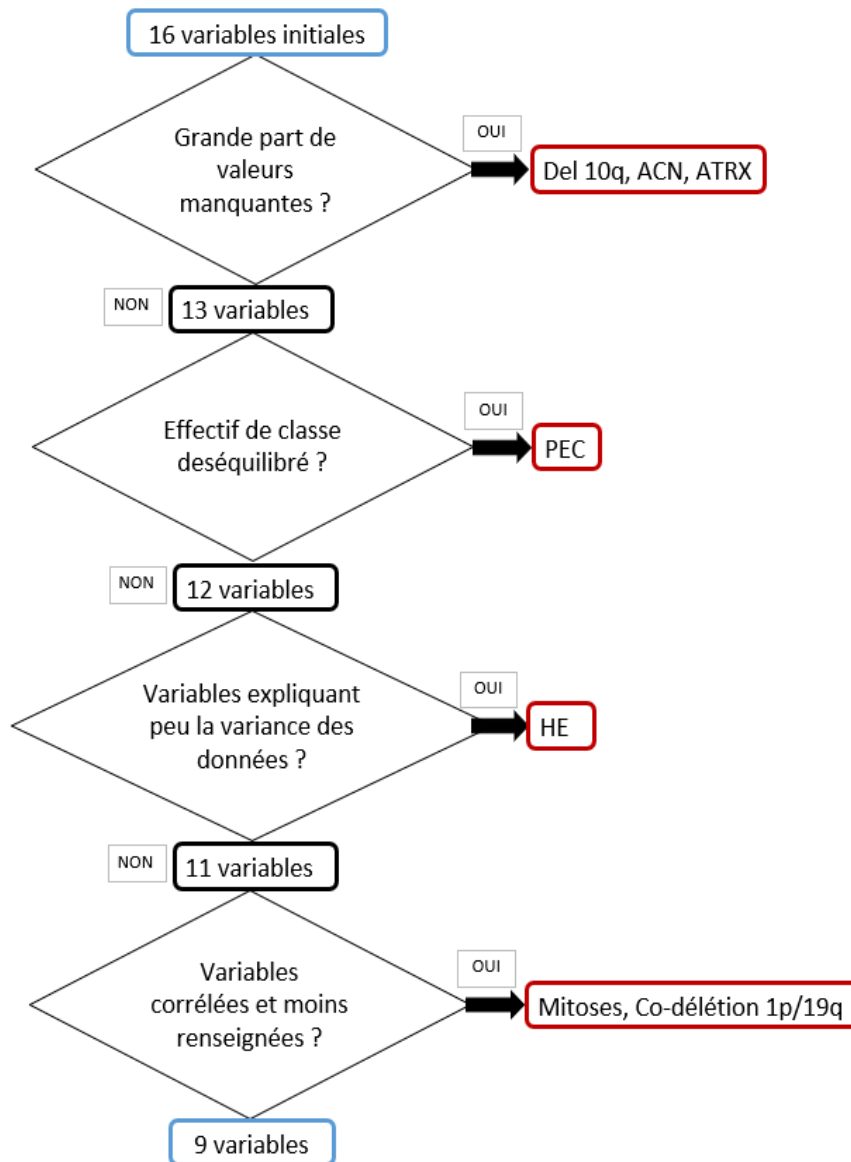 16 variables initiales
Grande part de
valeurs
manquantes ?
OUI
Del 10q, ACN, ATRX
NON
13 variables
Effectif de classe
deséquilibré ?
OUI
PEC
NON
12 variables
Variables expliquant
peu la variance des
données ?
OUI
HE
NON
11 variables
Variables
corrélées et moins
renseignées ?
OUI
Mitoses, Co-délétion 1p/19q
9 variables